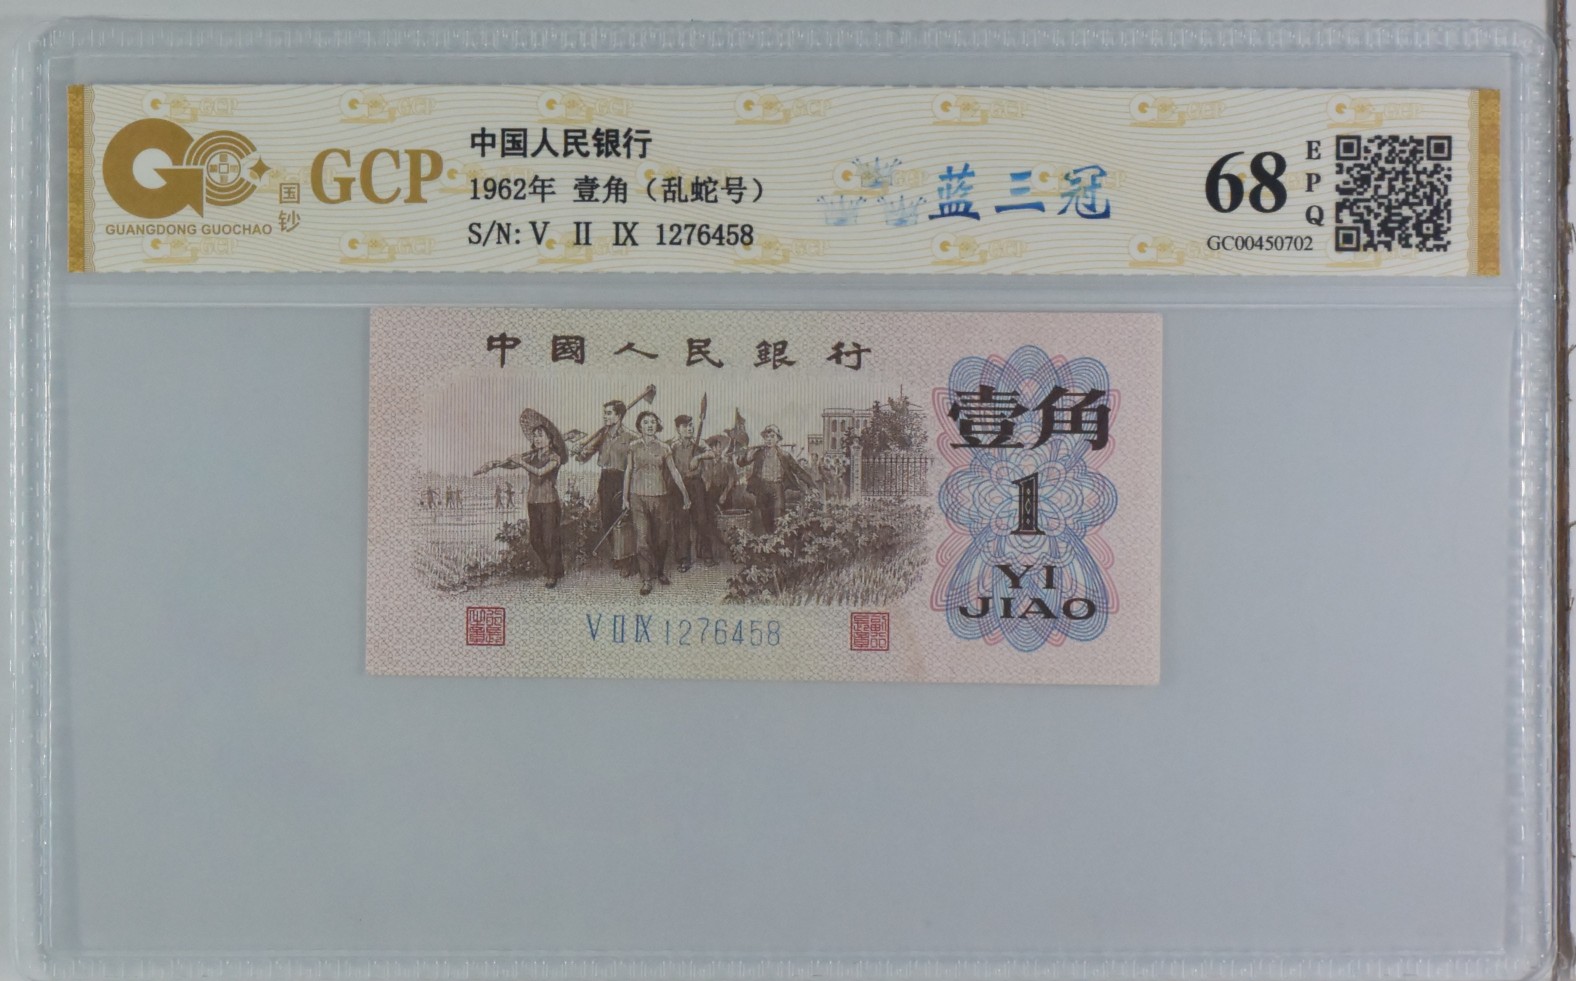 GCP
国
钞
GUANGDONG GUOCHAO
中国人民银行
1962年 壹角（乱蛇号）
S/N: V Ⅱ Ⅸ 1276458
蓝三冠
68
EPQ
GC00450702
中國人民銀行
壹角
1
YI
JIAO
V Ⅱ Ⅸ 1276458